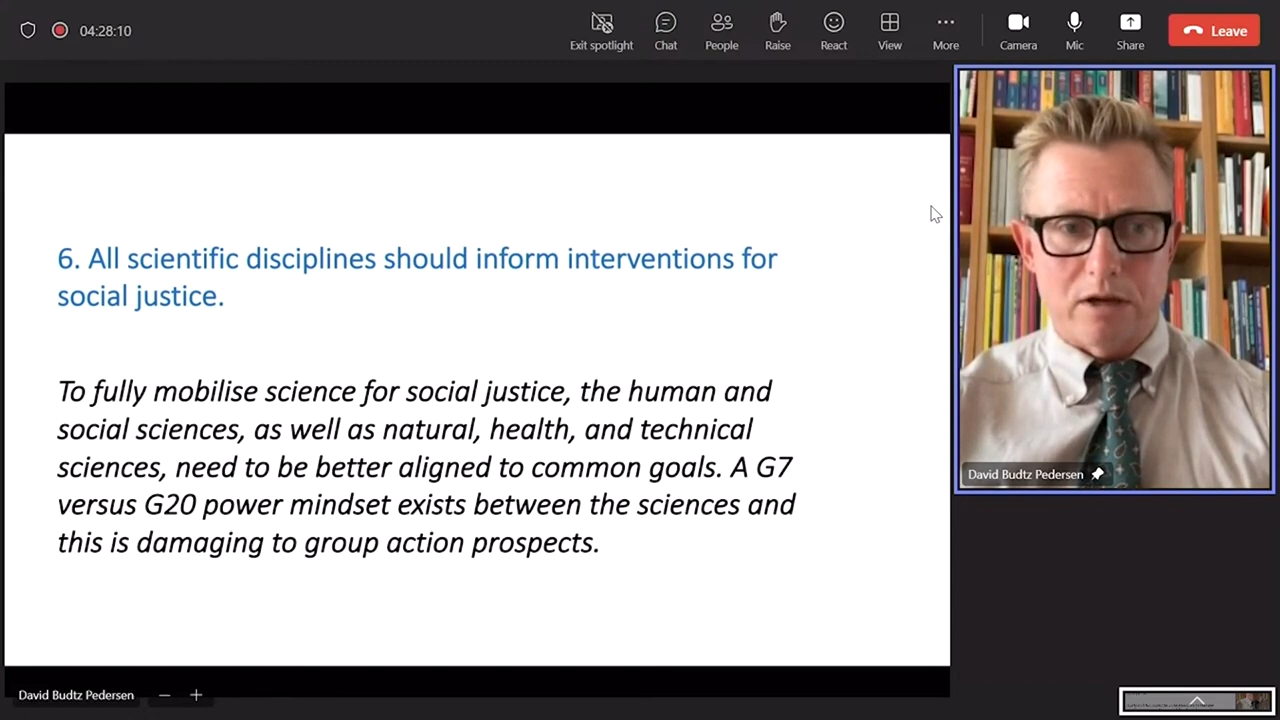 04:28:10
Exit spotlight
Chat
People
Raise
React
View
More
Camera
Mic
Share
Leave
6. All scientific disciplines should inform interventions for
social justice.
To fully mobilise science for social justice, the human and
social sciences, as well as natural, health, and technical
sciences, need to be better aligned to common goals. A G7
versus G20 power mindset exists between the sciences and
this is damaging to group action prospects.
David Budtz Pedersen
David Budtz Pedersen